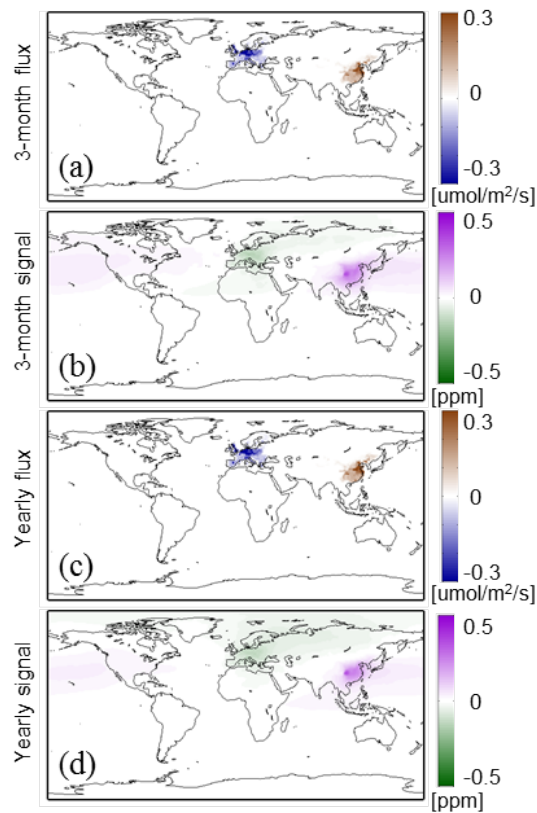 3-month flux
(a)
0.3
0
-0.3
[umol/m²/s]
3-month signal
(b)
0.5
0
-0.5
[ppm]
Yearly flux
(c)
0.3
0
-0.3
[umol/m²/s]
Yearly signal
(d)
0.5
0
-0.5
[ppm]